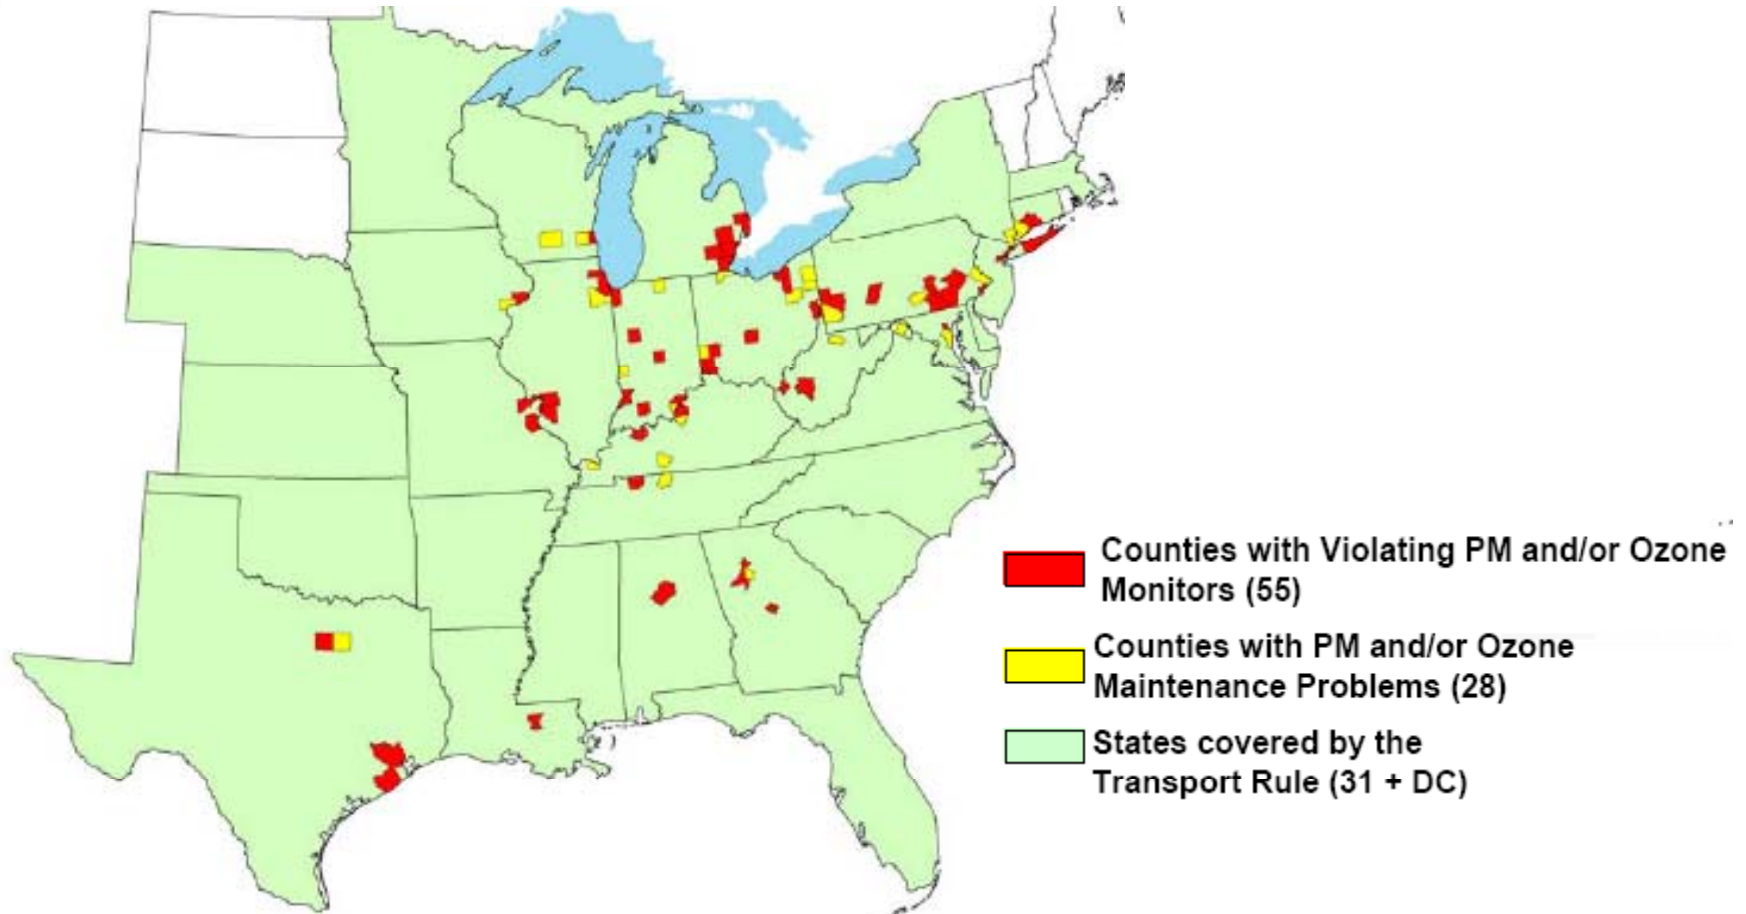 Counties with Violating PM and/or Ozone
Monitors (55)
Counties with PM and/or Ozone
Maintenance Problems (28)
States covered by the
Transport Rule (31 + DC)